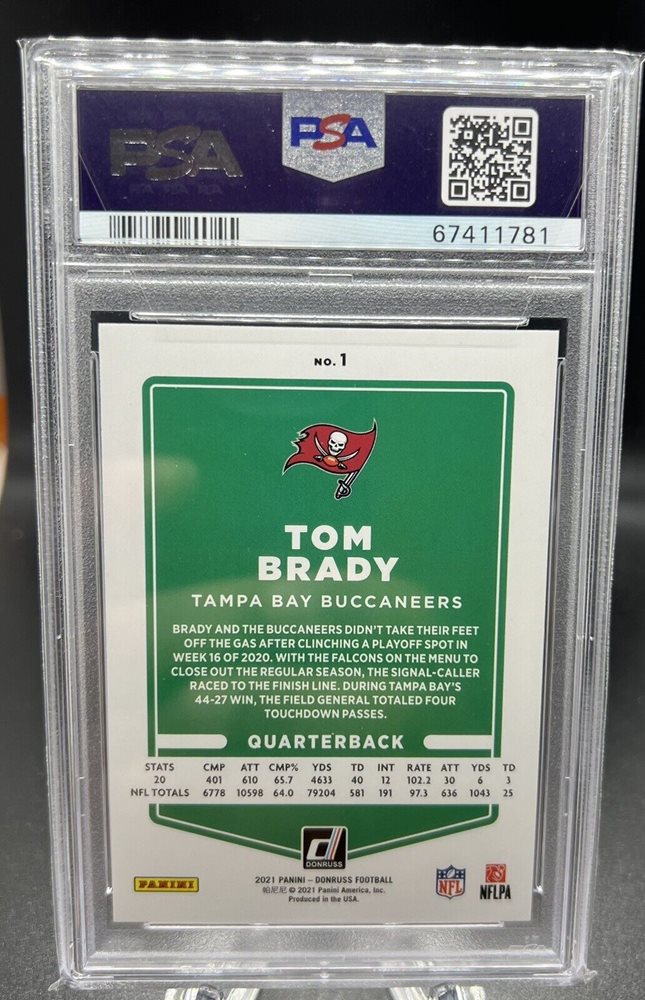 PSA PSA
67411781
NO. 1
TOM
BRADY
TAMPA BAY BUCCANEERS
BRADY AND THE BUCCANEERS DIDN'T TAKE THEIR FEET
OFF THE GAS AFTER CLINCHING A PLAYOFF SPOT IN
WEEK 16 OF 2020. WITH THE FALCONS ON THE MENU TO
CLOSE OUT THE REGULAR SEASON, THE SIGNAL-CALLER
RACED TO THE FINISH LINE. DURING TAMPA BAY'S
44-27 WIN, THE FIELD GENERAL TOTALED FOUR
TOUCHDOWN PASSES.
QUARTERBACK
STATS CMP ATT CMP% YDS TD INT RATE ATT YDS TD
20 401 610 65.7 4633 40 12 102.2 30 6 3
NFL TOTALS 6778 10598 64.0 79204 581 191 97.3 636 1043 25
DONRUSS
PANINI
2021 PANINI – DONRUSS FOOTBALL
帕尼尼 © 2021 Panini America, Inc.
Produced in the USA.
NFL
NFLPA